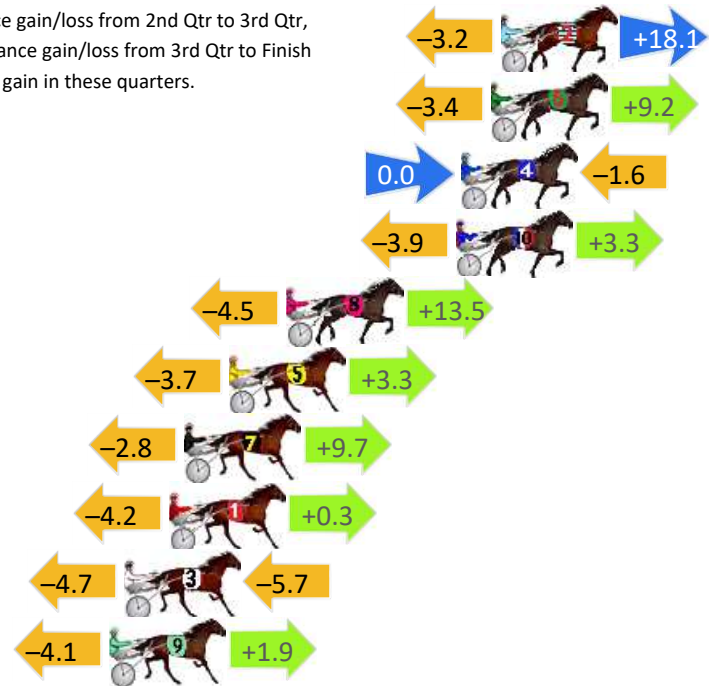 ce gain/loss from 2nd Qtr to 3rd Qtr,
ance gain/loss from 3rd Qtr to Finish
gain in these quarters.
–3.2 +18.1
–3.4 +9.2
0.0 4 –1.6
–3.9 +3.3
–4.5 8 +13.5
–3.7 5 +3.3
–2.8 7 +9.7
–4.2 1 +0.3
–4.7 3 –5.7
–4.1 9 +1.9